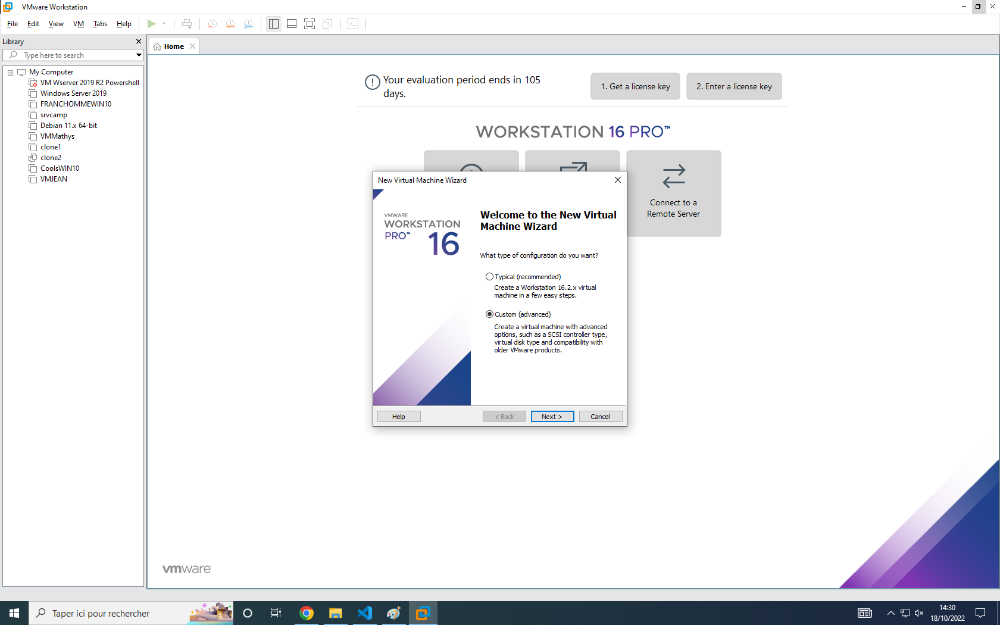 VMware Workstation
File Edit View VM Tabs Help
Library
Type here to search
My Computer
VM Wserver 2019 R2 Powershell
Windows Server 2019
FRANCHOMMEWIN10
srvcamp
Debian 11.x 64-bit
VMMathys
clone1
clone2
CoolsWIN10
VMJEAN
Home
Your evaluation period ends in 105
days.
1. Get a license key
2. Enter a license key
WORKSTATION 16 PRO™
Connect to a
Remote Server
New Virtual Machine Wizard
VMWARE
WORKSTATION
PRO™ 16
Welcome to the New Virtual
Machine Wizard
What type of configuration do you want?
Typical (recommended)
Create a Workstation 16.2.x virtual
machine in a few easy steps.
Custom (advanced)
Create a virtual machine with advanced
options, such as a SCSI controller type,
virtual disk type and compatibility with
older VMware products.
Help
< Back
Next >
Cancel
vmware
Taper ici pour rechercher
14:30
18/10/2022